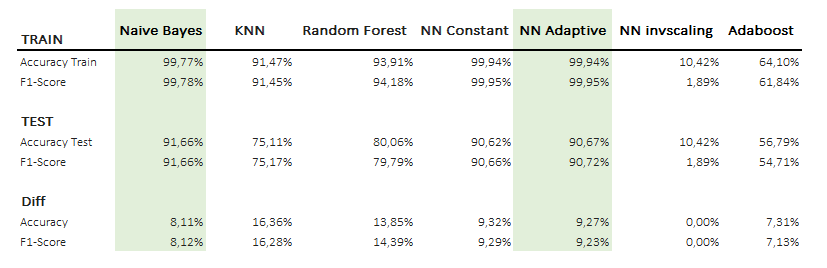 TRAIN Naive Bayes KNN Random Forest NN Constant NN Adaptive NN invscaling Adaboost
Accuracy Train 99,77% 91,47% 93,91% 99,94% 99,94% 10,42% 64,10%
F1-Score 99,78% 91,45% 94,18% 99,95% 99,95% 1,89% 61,84%
TEST
Accuracy Test 91,66% 75,11% 80,06% 90,62% 90,67% 10,42% 56,79%
F1-Score 91,66% 75,17% 79,79% 90,66% 90,72% 1,89% 54,71%
Diff
Accuracy 8,11% 16,36% 13,85% 9,32% 9,27% 0,00% 7,31%
F1-Score 8,12% 16,28% 14,39% 9,29% 9,23% 0,00% 7,13%